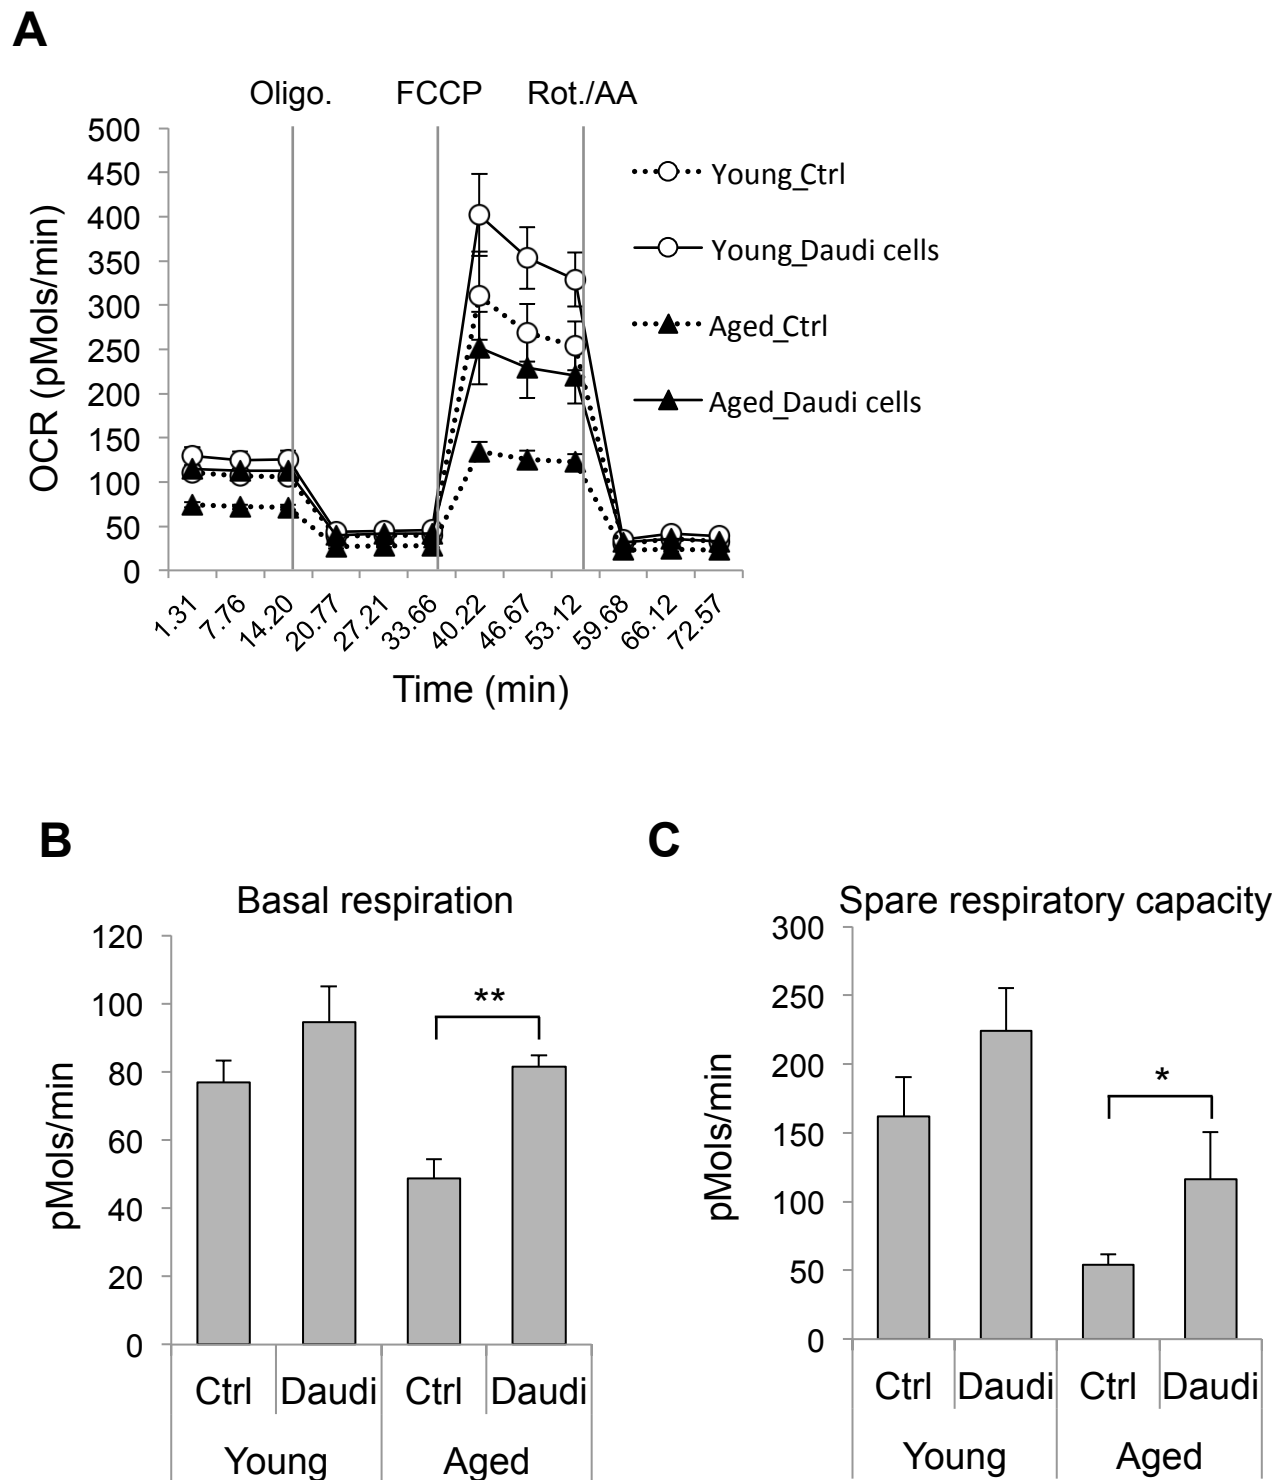 A
Oligo. FCCP Rot./AA
500
450
400
350
300
250
200
150
100
50
0
OCR (pMols/min)
Young_Ctrl
Young_Daudi cells
Aged_Ctrl
Aged_Daudi cells
1.31 7.76 14.20 20.77 27.21 33.66 40.22 46.67 53.12 59.68 66.12 72.57
Time (min)
B
Basal respiration
120
100
80
60
40
20
0
pMols/min
**
Ctrl Daudi Ctrl Daudi
Young Aged
C
Spare respiratory capacity
300
250
200
150
100
50
0
pMols/min
*
Ctrl Daudi Ctrl Daudi
Young Aged